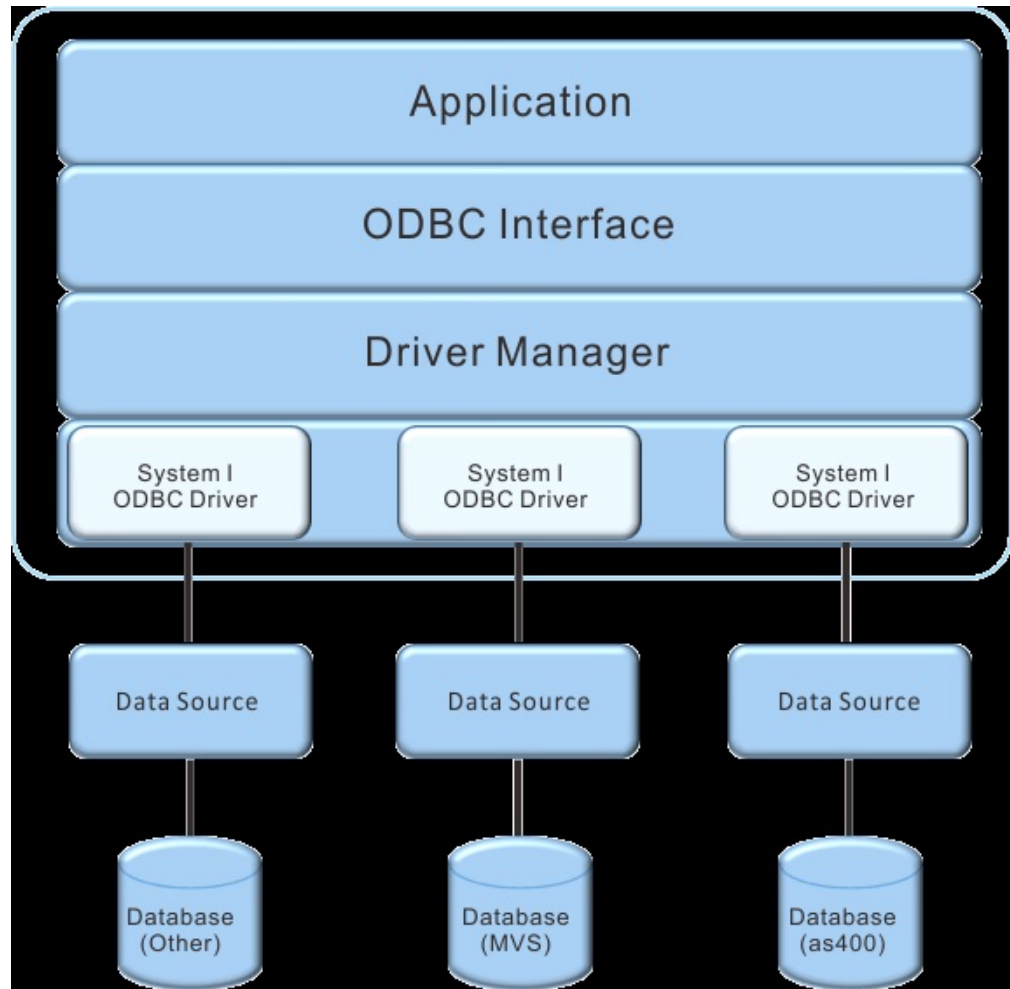 Application
ODBC Interface
Driver Manager
System I
ODBC Driver
System I
ODBC Driver
System I
ODBC Driver
Data Source
Data Source
Data Source
Database
(Other)
Database
(MVS)
Database
(as400)